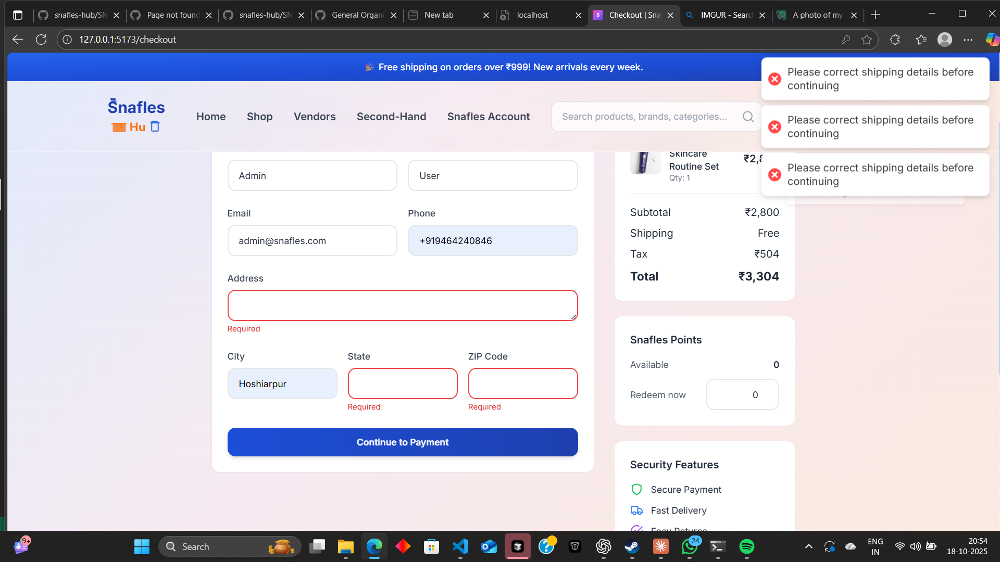 snafles-hub/SN
Page not found
snafles-hub/SN
General Organi
New tab
localhost
Checkout | Sna
IMGUR - Search
A photo of my
127.0.0.1:5173/checkout
🎉 Free shipping on orders over ₹999! New arrivals every week.
Snafles
Hu
Home
Shop
Vendors
Second-Hand
Snafles Account
Search products, brands, categories...
Please correct shipping details before
continuing
Please correct shipping details before
continuing
Please correct shipping details before
continuing
Admin
User
Email
Phone
admin@snafles.com
+919464240846
Address
Required
City
State
ZIP Code
Hoshiarpur
Required
Required
Continue to Payment
Skincare
Routine Set
₹2,8
Qty: 1
Subtotal ₹2,800
Shipping Free
Tax ₹504
Total ₹3,304
Snafles Points
Available 0
Redeem now 0
Security Features
Secure Payment
Fast Delivery
Easy Returns
9+
Search
24
ENG
IN
20:54
18-10-2025